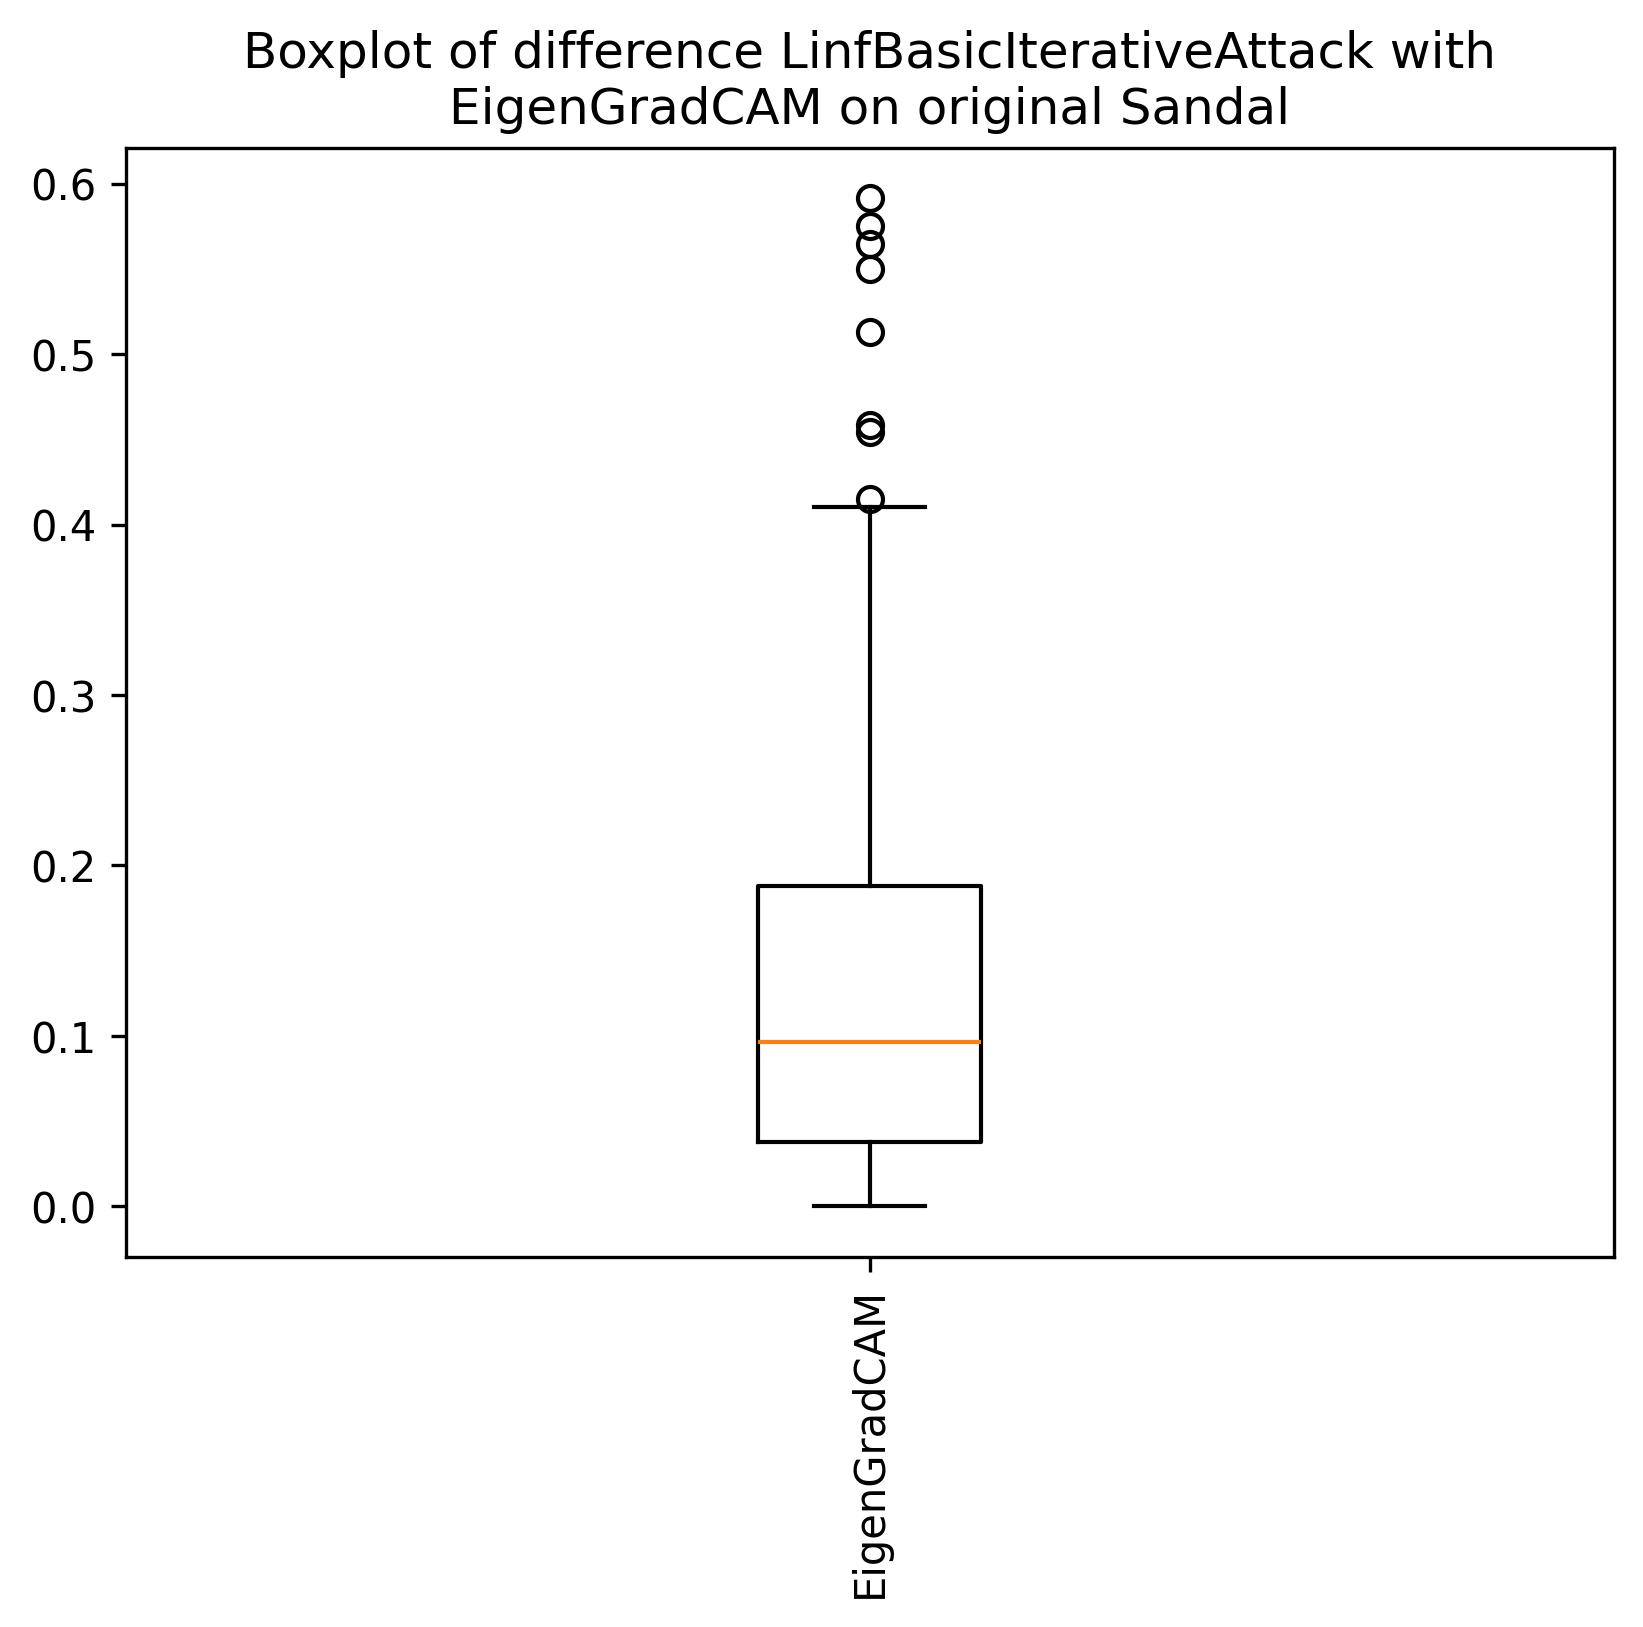 Boxplot of difference LinfBasicIterativeAttack with
EigenGradCAM on original Sandal
0.6
0.5
0.4
0.3
0.2
0.1
0.0
EigenGradCAM